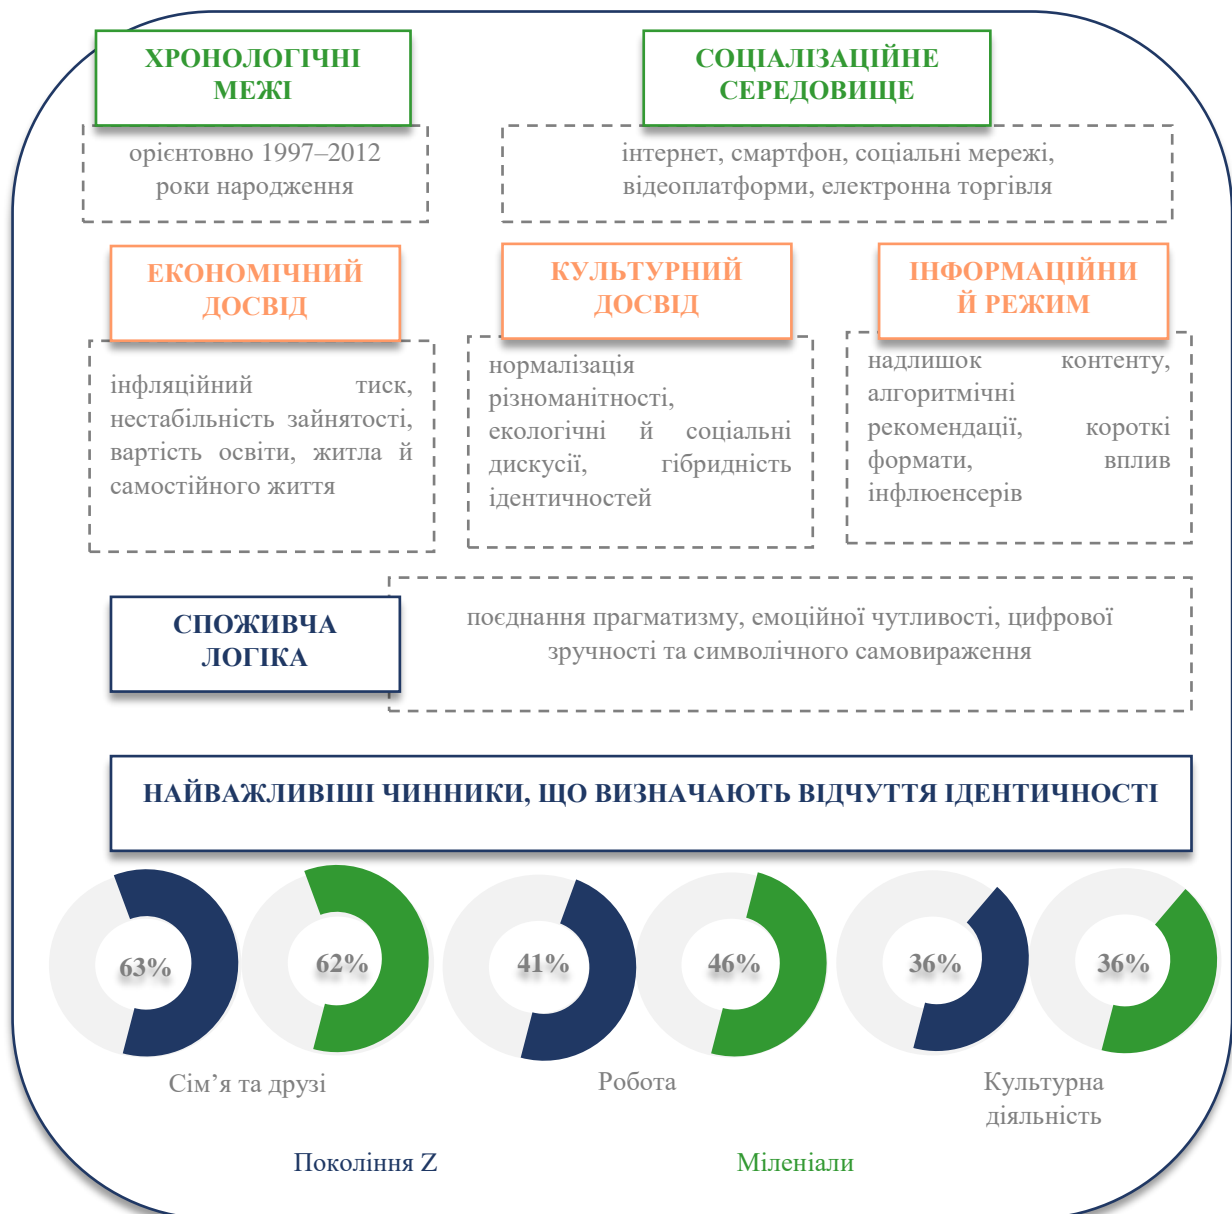 ХРОНОЛОГІЧНІ
МЕЖІ
орієнтовно 1997–2012
роки народження
СОЦІАЛІЗАЦІЙНЕ
СЕРЕДОВИЩЕ
інтернет, смартфон, соціальні мережі,
відеоплатформи, електронна торгівля
ЕКОНОМІЧНИЙ
ДОСВІД
інфляційний тиск,
нестабільність зайнятості,
вартість освіти, житла й
самостійного життя
КУЛЬТУРНИЙ
ДОСВІД
нормалізація
різноманітності,
екологічні й соціальні
дискусії, гібридність
ідентичностей
ІНФОРМАЦІЙНИ
Й РЕЖИМ
надлишок контенту,
алгоритмічні
рекомендації, короткі
формати, вплив
інфлюенсерів
СПОЖИВЧА
ЛОГІКА
поєднання прагматизму, емоційної чутливості, цифрової
зручності та символічного самовираження
НАЙВАЖЛИВІШІ ЧИННИКИ, ЩО ВИЗНАЧАЮТЬ ВІДЧУТТЯ ІДЕНТИЧНОСТІ
63%
62%
41%
46%
36%
36%
Сім’я та друзі
Робота
Культурна
діяльність
Покоління Z
Міленіали